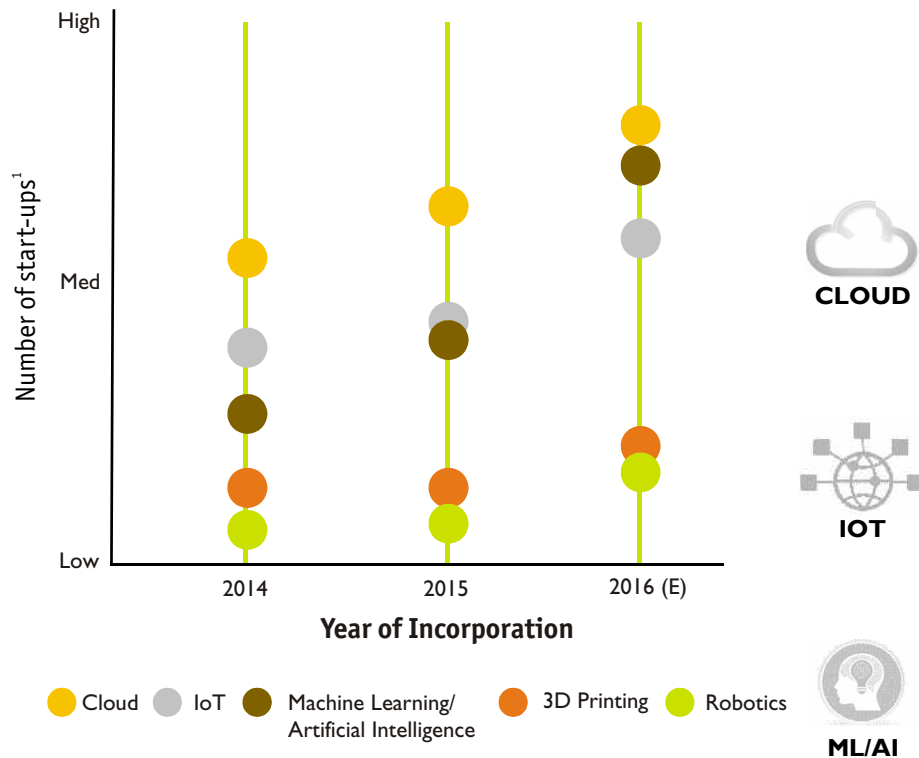 High
Med
Low
Number of start-ups¹
2014
2015
2016 (E)
Year of Incorporation
Cloud
IoT
Machine Learning/
Artificial Intelligence
3D Printing
Robotics
CLOUD
IOT
ML/AI